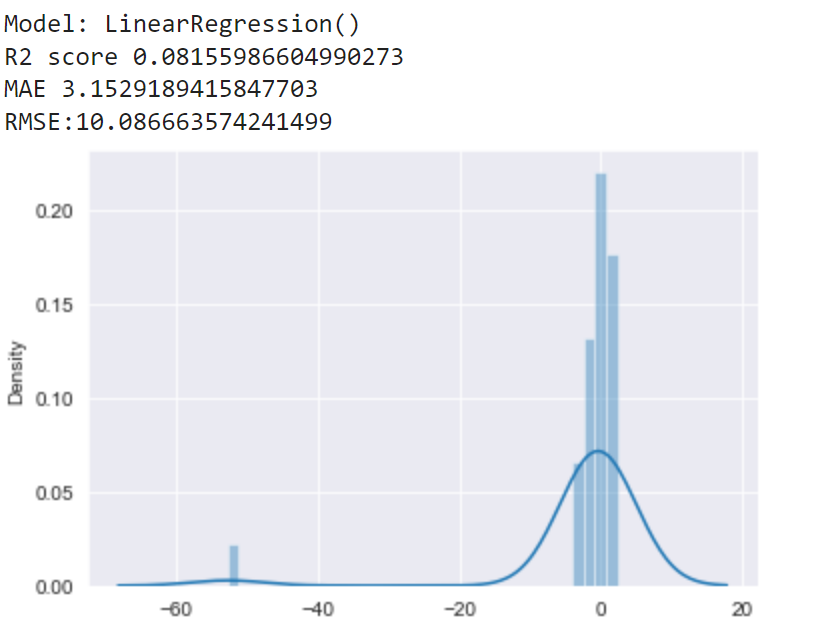 Model: LinearRegression()
R2 score 0.08155986604990273
MAE 3.1529189415847703
RMSE:10.086663574241499
0.20
0.15
0.10
0.05
0.00
Density
−60
−40
−20
0
20